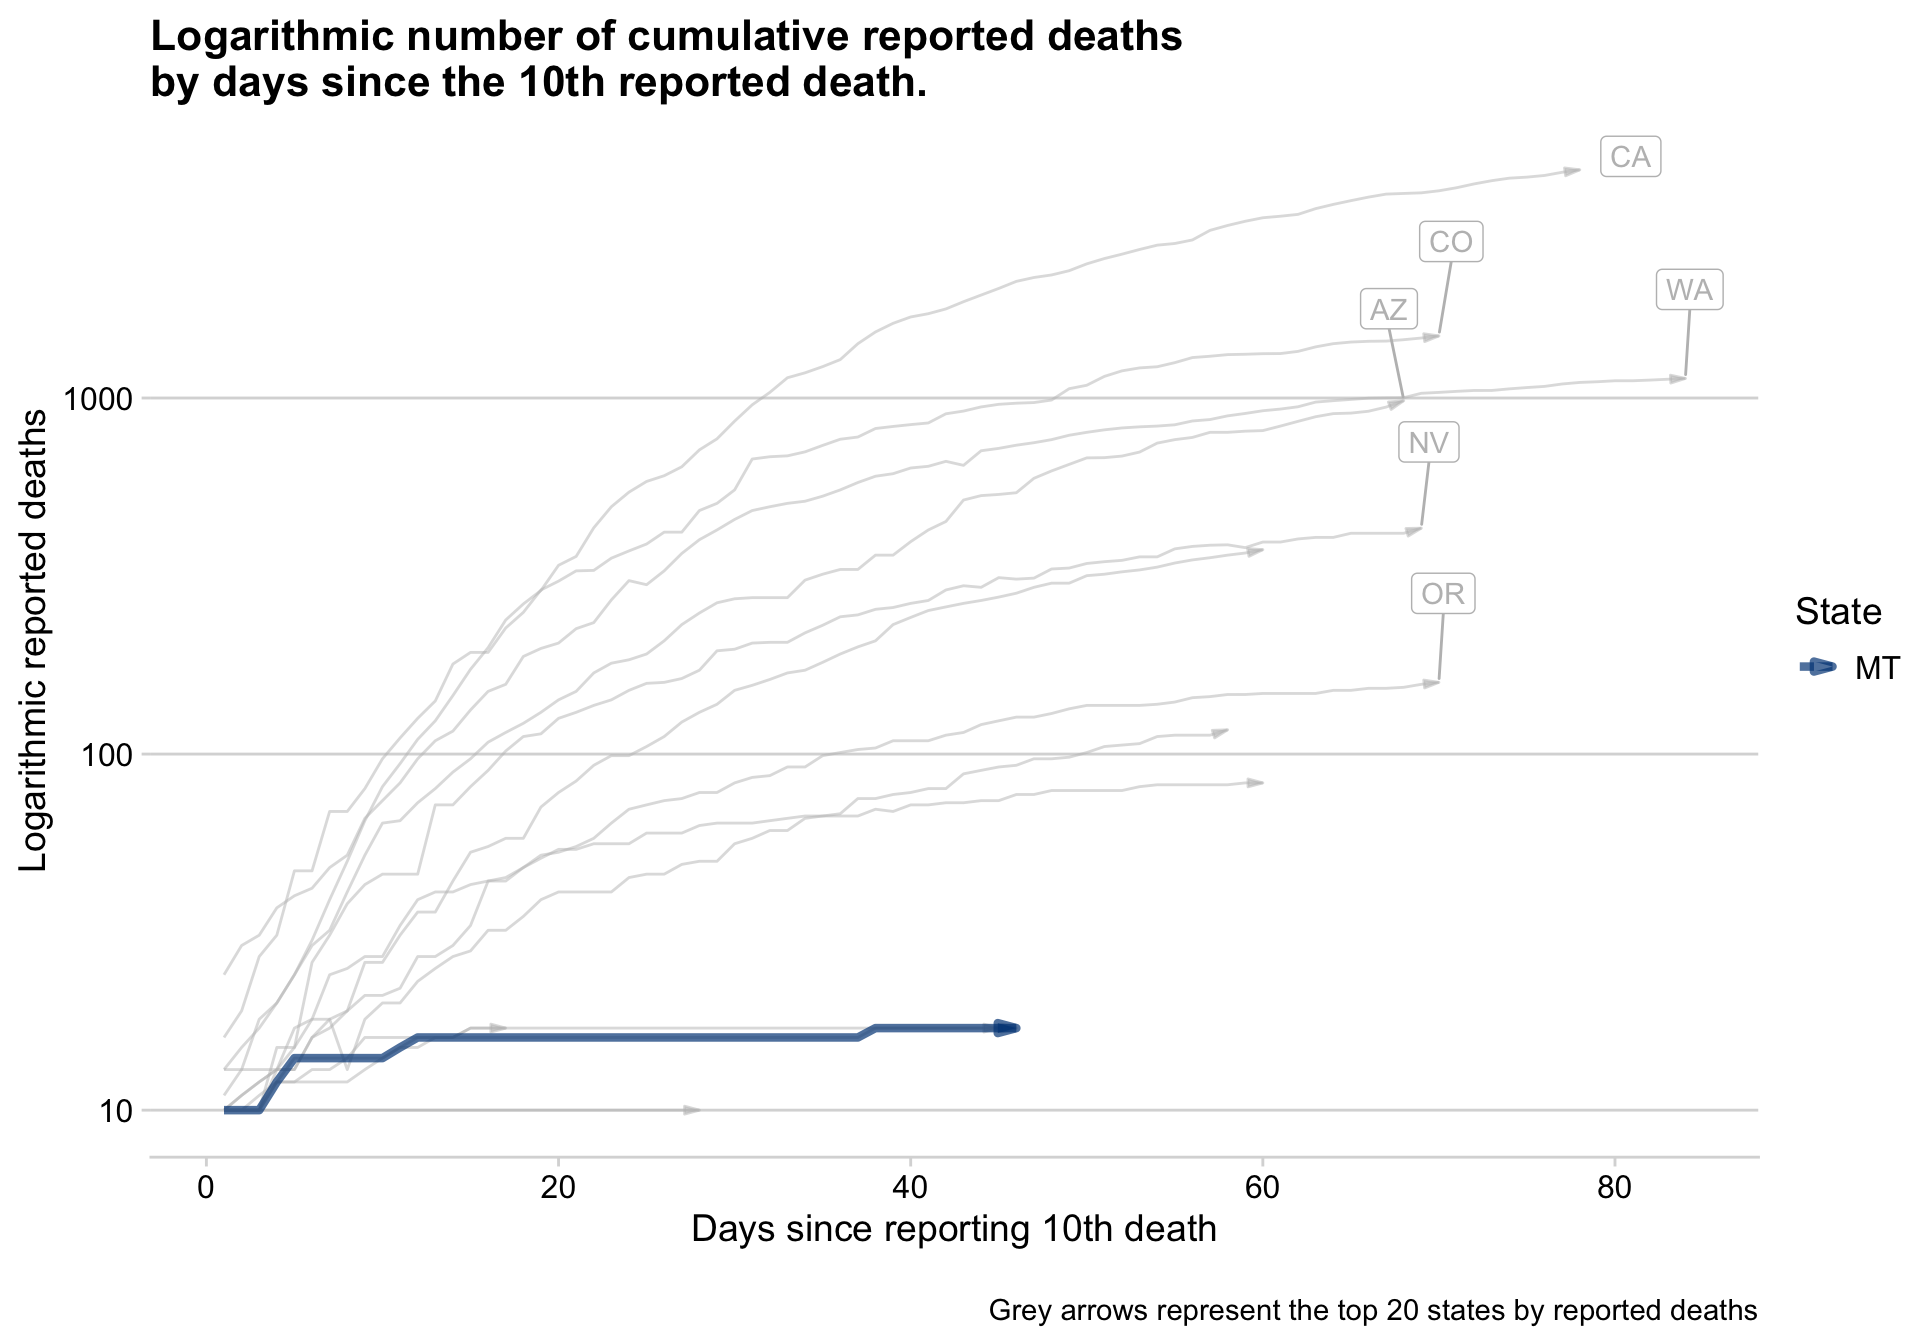 Logarithmic number of cumulative reported deaths
by days since the 10th reported death.
CA
CO
WA
AZ
NV
OR
1000
100
10
Logarithmic reported deaths
State
MT
0 20 40 60 80
Days since reporting 10th death
Grey arrows represent the top 20 states by reported deaths